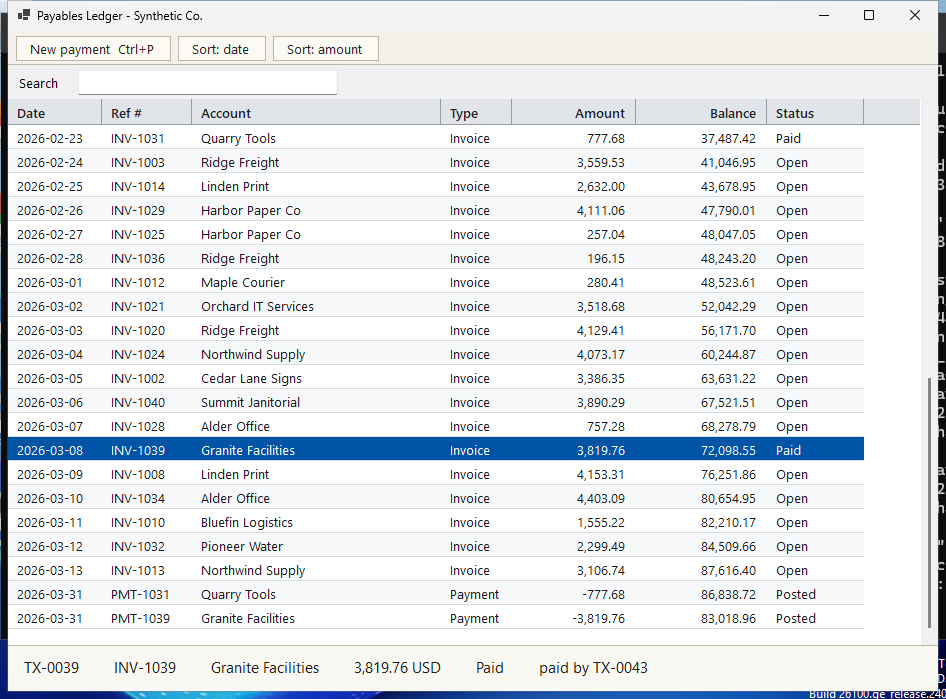 Payables Ledger - Synthetic Co.
New payment Ctrl+P Sort: date Sort: amount
Search
Date Ref # Account Type Amount Balance Status
2026-02-23 INV-1031 Quarry Tools Invoice 777.68 37,487.42 Paid
2026-02-24 INV-1003 Ridge Freight Invoice 3,559.53 41,046.95 Open
2026-02-25 INV-1014 Linden Print Invoice 2,632.00 43,678.95 Open
2026-02-26 INV-1029 Harbor Paper Co Invoice 4,111.06 47,790.01 Open
2026-02-27 INV-1025 Harbor Paper Co Invoice 257.04 48,047.05 Open
2026-02-28 INV-1036 Ridge Freight Invoice 196.15 48,243.20 Open
2026-03-01 INV-1012 Maple Courier Invoice 280.41 48,523.61 Open
2026-03-02 INV-1021 Orchard IT Services Invoice 3,518.68 52,042.29 Open
2026-03-03 INV-1020 Ridge Freight Invoice 4,129.41 56,171.70 Open
2026-03-04 INV-1024 Northwind Supply Invoice 4,073.17 60,244.87 Open
2026-03-05 INV-1002 Cedar Lane Signs Invoice 3,386.35 63,631.22 Open
2026-03-06 INV-1040 Summit Janitorial Invoice 3,890.29 67,521.51 Open
2026-03-07 INV-1028 Alder Office Invoice 757.28 68,278.79 Open
2026-03-08 INV-1039 Granite Facilities Invoice 3,819.76 72,098.55 Paid
2026-03-09 INV-1008 Linden Print Invoice 4,153.31 76,251.86 Open
2026-03-10 INV-1034 Alder Office Invoice 4,403.09 80,654.95 Open
2026-03-11 INV-1010 Bluefin Logistics Invoice 1,555.22 82,210.17 Open
2026-03-12 INV-1032 Pioneer Water Invoice 2,299.49 84,509.66 Open
2026-03-13 INV-1013 Northwind Supply Invoice 3,106.74 87,616.40 Open
2026-03-31 PMT-1031 Quarry Tools Payment -777.68 86,838.72 Posted
2026-03-31 PMT-1039 Granite Facilities Payment -3,819.76 83,018.96 Posted
TX-0039 INV-1039 Granite Facilities 3,819.76 USD Paid paid by TX-0043